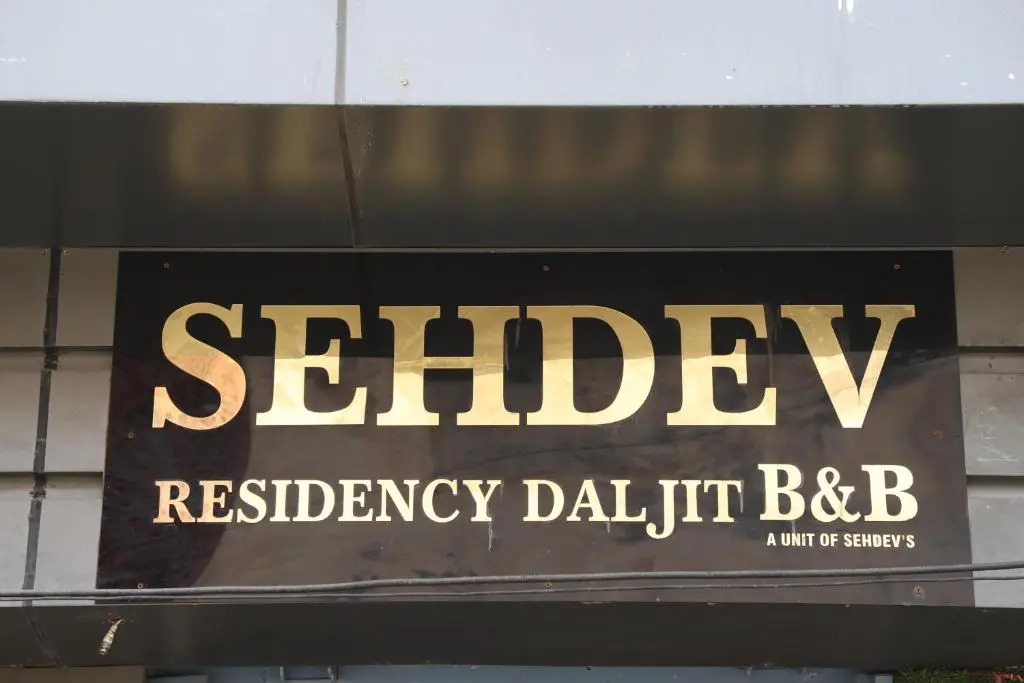 SEHDEV
RESIDENCY DALJIT B&B
A UNIT OF SEHDEV'S